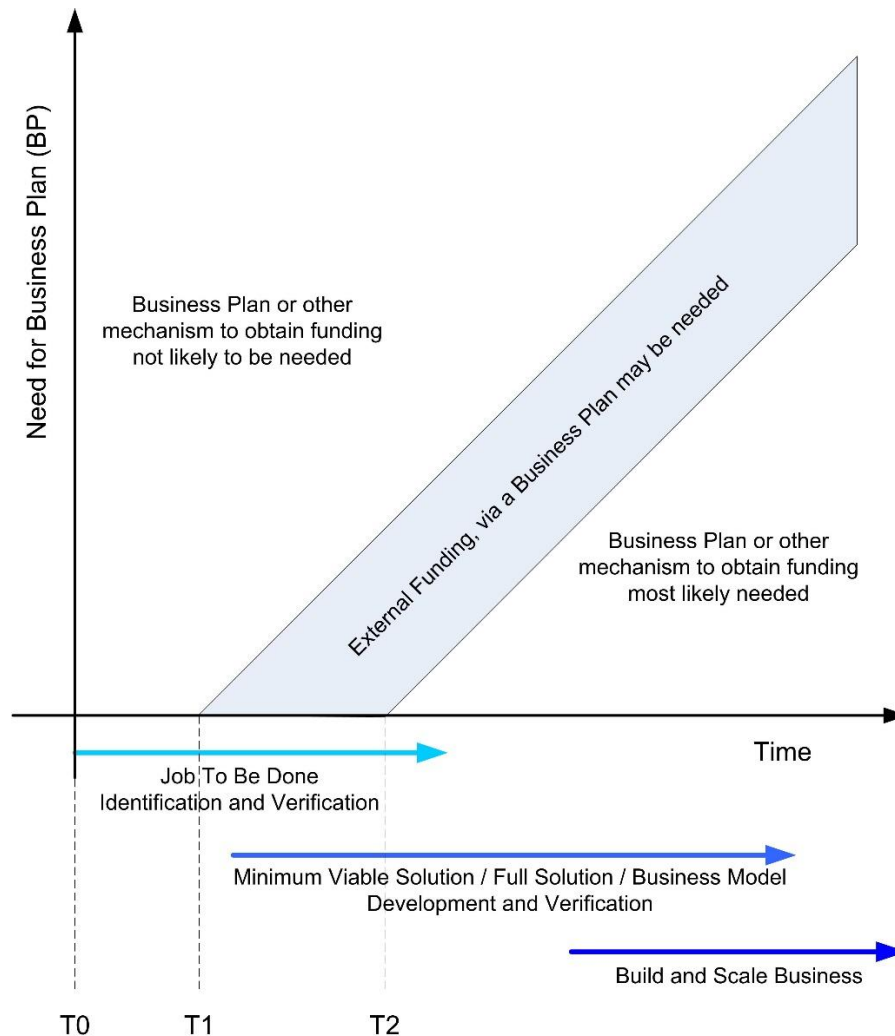 Need for Business Plan (BP)
Business Plan or other
mechanism to obtain funding
not likely to be needed
External Funding, via a Business Plan may be needed
Business Plan or other
mechanism to obtain funding
most likely needed
Time
Job To Be Done
Identification and Verification
Minimum Viable Solution / Full Solution / Business Model
Development and Verification
Build and Scale Business
T0
T1
T2